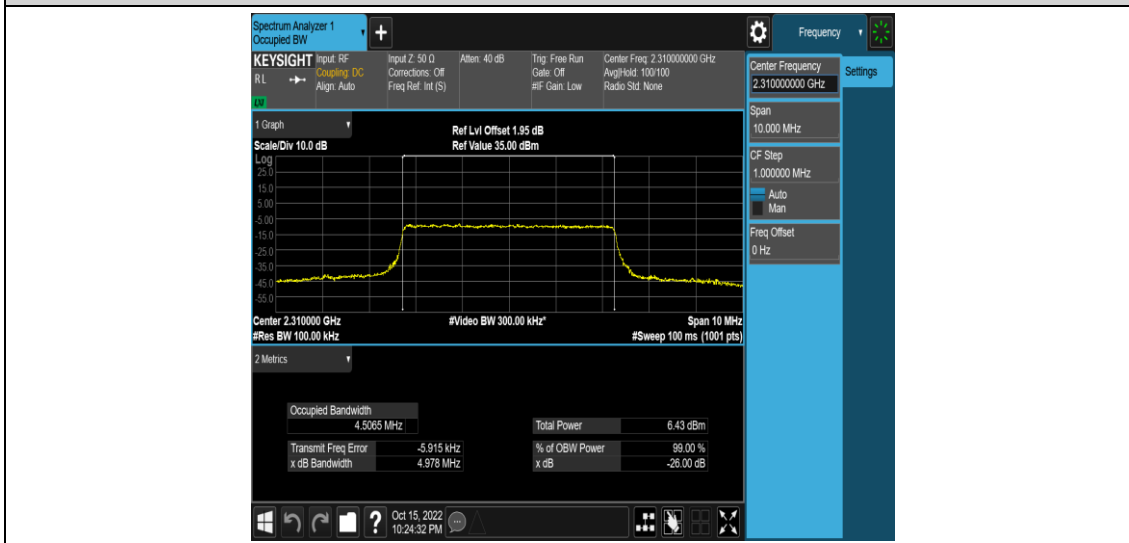 Spectrum Analyzer 1
Occupied BW
+
Frequency
KEYSIGHT Input: RF Input Z: 50 Ω Atten: 40 dB Trig: Free Run Center Freq: 2.310000000 GHz
RL Coupling: DC Corrections: Off Gate: Off Avg|Hold: 100/100
Align: Auto Freq Ref: Int (S) #IF Gain: Low Radio Std: None
Center Frequency
2.310000000 GHz
Settings
Span
10.000 MHz
CF Step
1.000000 MHz
Auto
Man
Freq Offset
0 Hz
1 Graph
Ref Lvl Offset 1.95 dB
Scale/Div 10.0 dB Ref Value 35.00 dBm
Log
25.0
15.0
5.00
-5.00
-15.0
-25.0
-35.0
-45.0
-55.0
Center 2.310000 GHz #Video BW 300.00 kHz* Span 10 MHz
#Res BW 100.00 kHz #Sweep 100 ms (1001 pts)
2 Metrics
Occupied Bandwidth
4.5065 MHz
Total Power 6.43 dBm
Transmit Freq Error -5.915 kHz % of OBW Power 99.00 %
x dB Bandwidth 4.978 MHz x dB -26.00 dB
?
Oct 15, 2022
10:24:32 PM